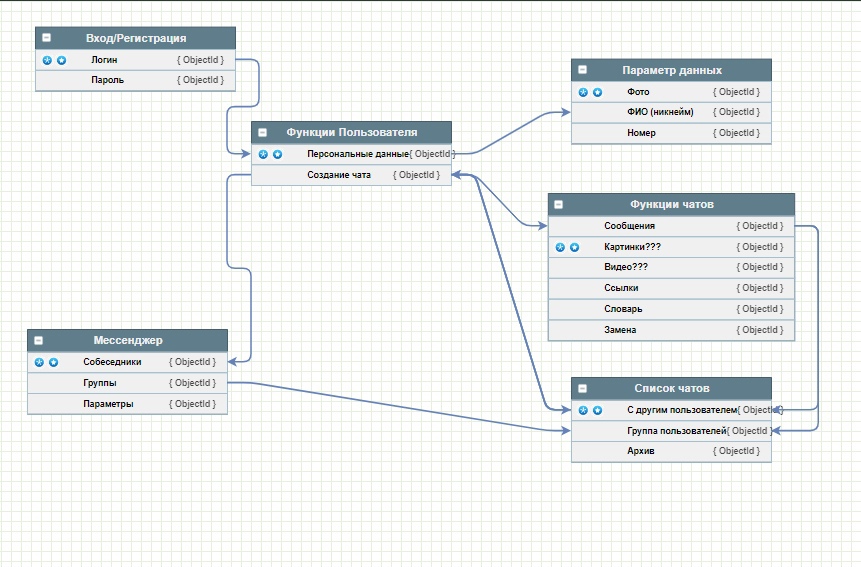 Вход/Регистрация
Логин { ObjectId }
Пароль { ObjectId }
Параметр данных
Фото { ObjectId }
ФИО (никнейм) { ObjectId }
Номер { ObjectId }
Функции Пользователя
Персональные данные{ ObjectId }
Создание чата { ObjectId }
Функции чатов
Сообщения { ObjectId }
Картинки??? { ObjectId }
Видео??? { ObjectId }
Ссылки { ObjectId }
Словарь { ObjectId }
Замена { ObjectId }
Мессенджер
Собеседники { ObjectId }
Группы { ObjectId }
Параметры { ObjectId }
Список чатов
С другим пользователем{ ObjectId }
Группа пользователей{ ObjectId }
Архив { ObjectId }